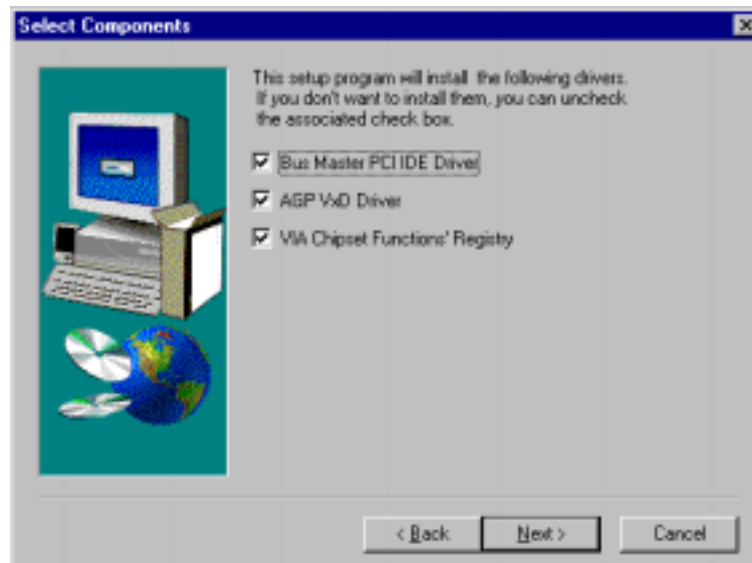 Select Components
This setup program will install the following drivers.
If you don't want to install them, you can uncheck
the associated check box.
Bus Master PCI IDE Driver
AGP VxD Driver
VIA Chipset Functions' Registry
< Back
Next >
Cancel